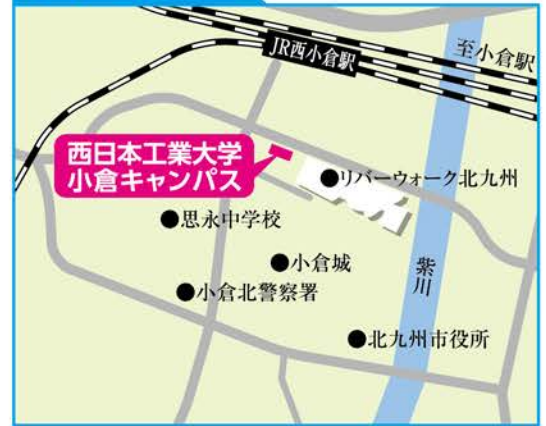 JR西小倉駅
至小倉駅
西日本工業大学
小倉キャンパス
●リバーウォーク北九州
●思永中学校
●小倉城
紫川
●小倉北警察署
●北九州市役所